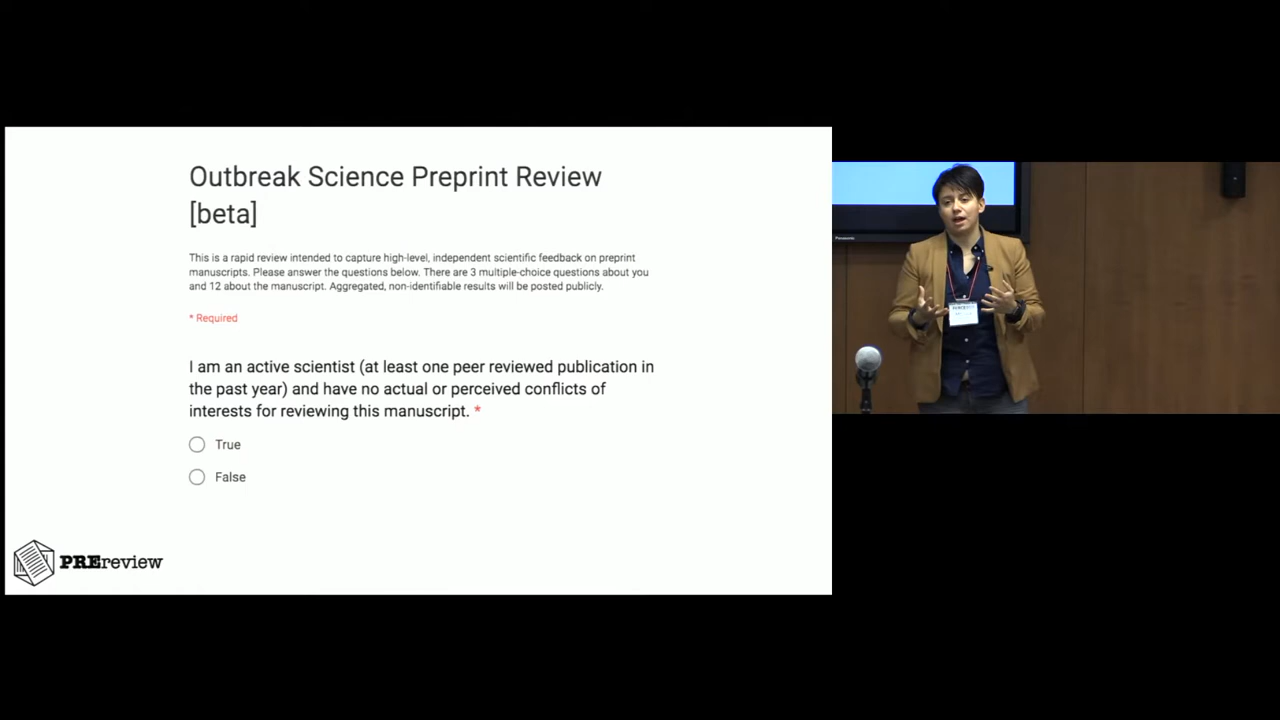 Outbreak Science Preprint Review
[beta]
This is a rapid review intended to capture high-level, independent scientific feedback on preprint
manuscripts. Please answer the questions below. There are 3 multiple-choice questions about you
and 12 about the manuscript. Aggregated, non-identifiable results will be posted publicly.
* Required
I am an active scientist (at least one peer reviewed publication in
the past year) and have no actual or perceived conflicts of
interests for reviewing this manuscript. *
True
False
PREreview
Panasonic